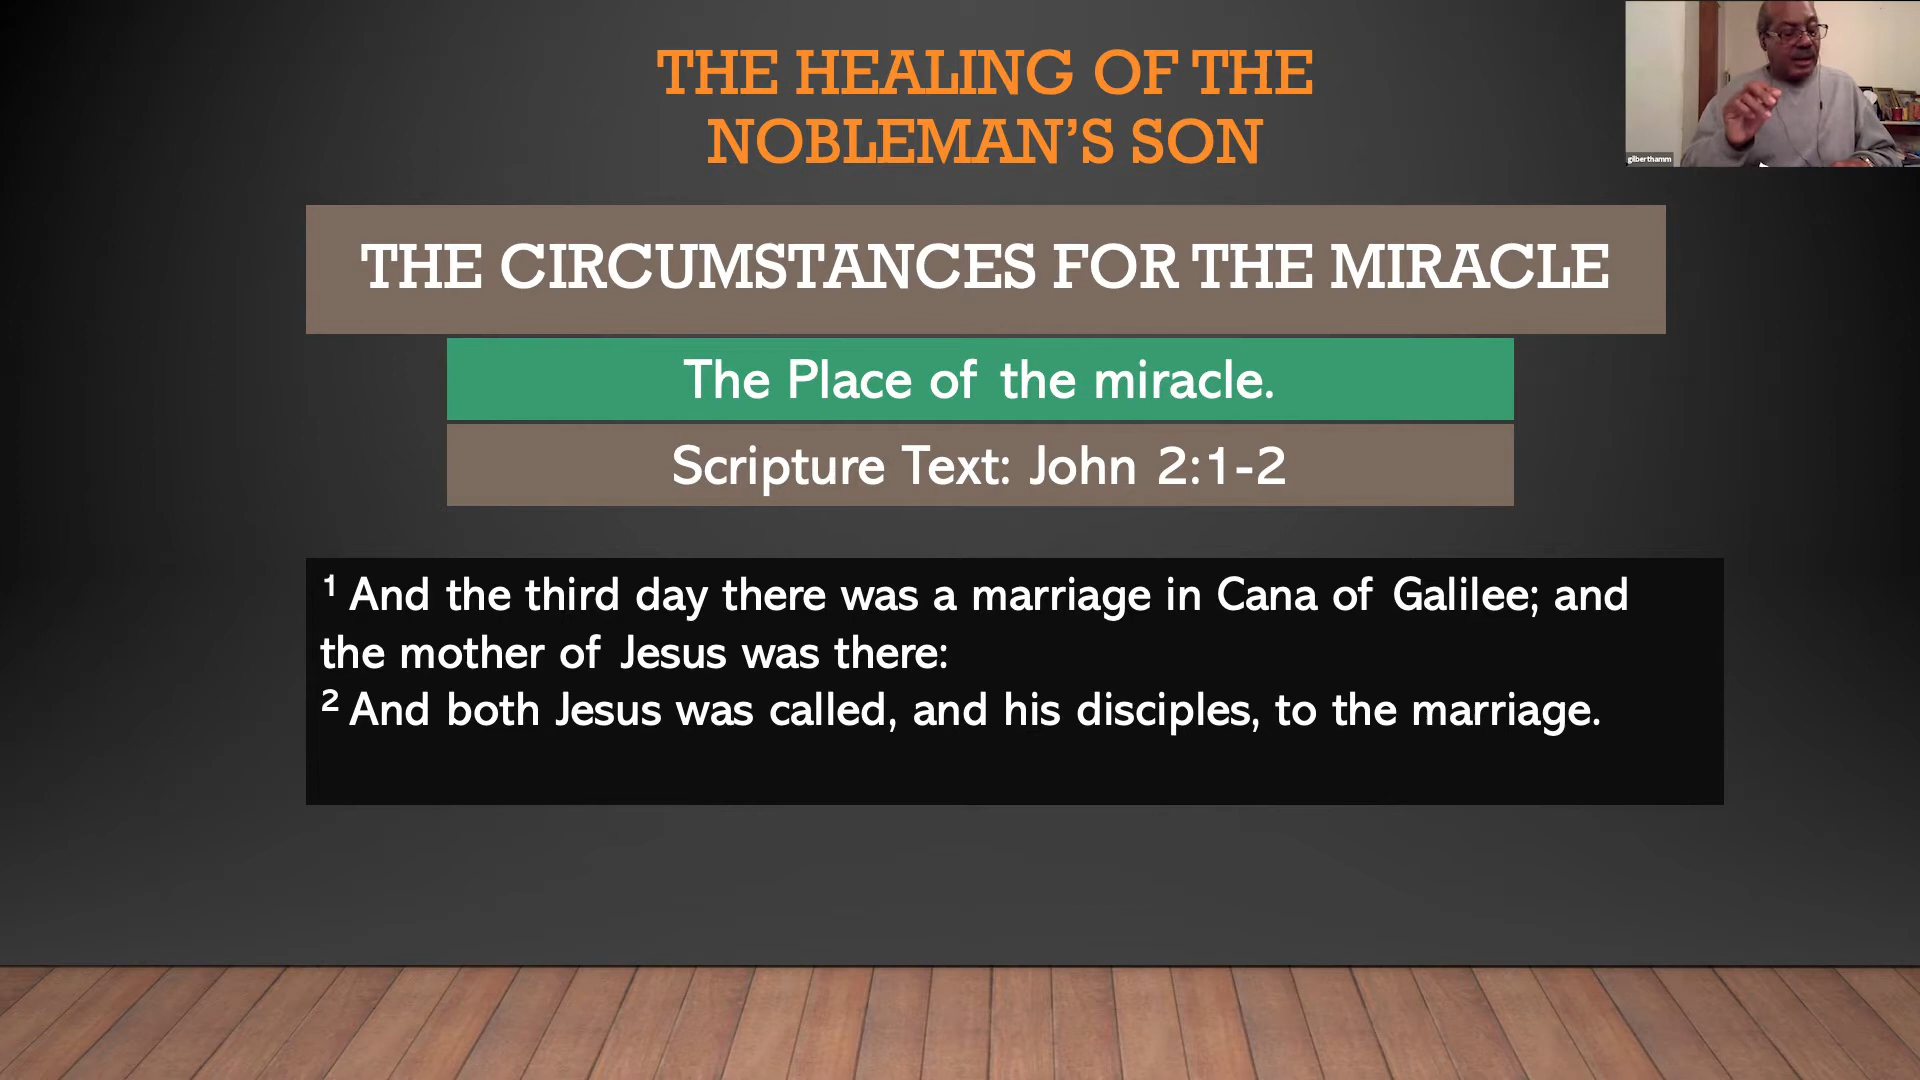 THE HEALING OF THE
NOBLEMAN’S SON
gilberthamm
THE CIRCUMSTANCES FOR THE MIRACLE
The Place of the miracle.
Scripture Text: John 2:1-2
1 And the third day there was a marriage in Cana of Galilee; and
the mother of Jesus was there:
2 And both Jesus was called, and his disciples, to the marriage.